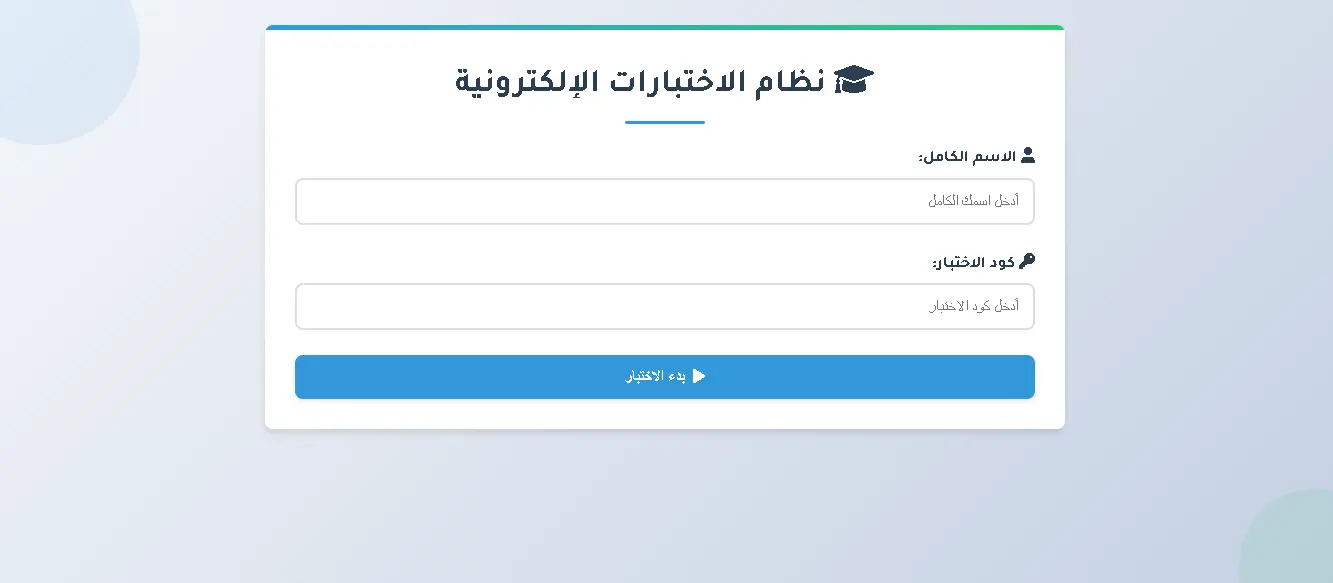 نظام الاختبارات الإلكترونية
الاسم الكامل:
أدخل اسمك الكامل
كود الاختبار:
أدخل كود الاختبار
بدء الاختبار